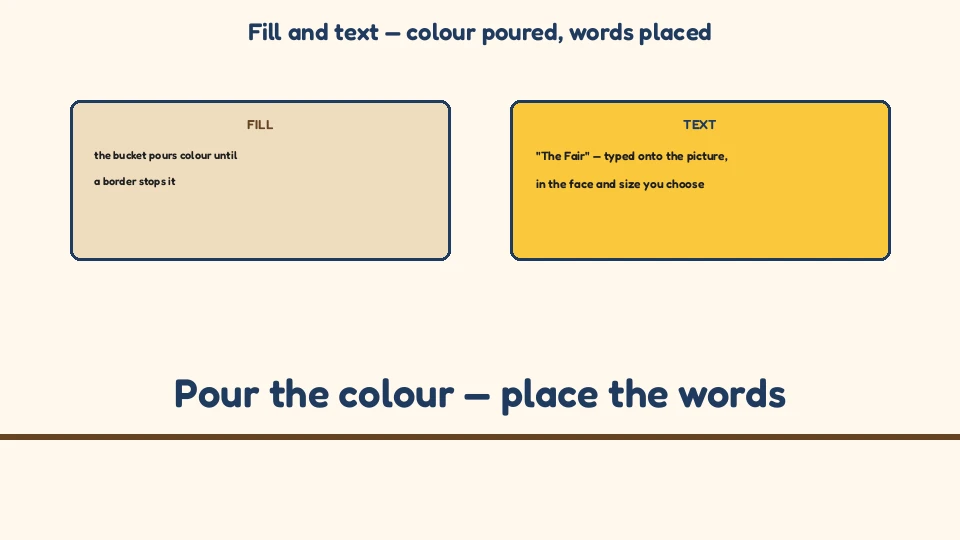 Fill and text — colour poured, words placed
FILL
the bucket pours colour until
a border stops it
TEXT
"The Fair" — typed onto the picture,
in the face and size you choose
Pour the colour — place the words